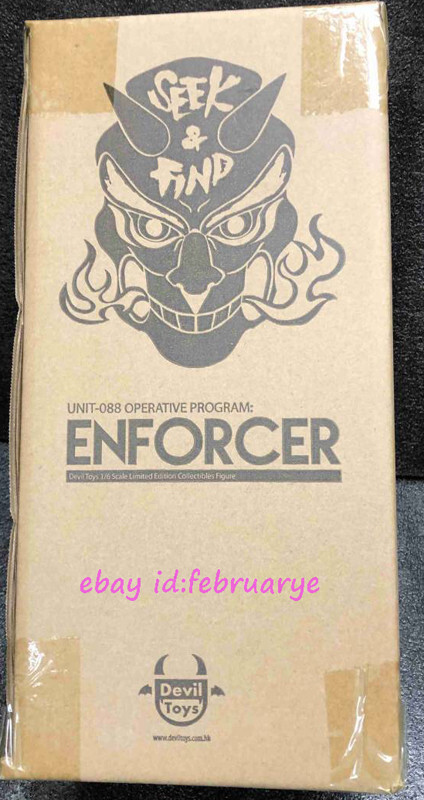 SEEK
&
FIND
UNIT-088 OPERATIVE PROGRAM:
ENFORCER
Devil Toys 1/6 Scale Limited Edition Collectibles Figure
ebay id:februarye
Devil
Toys
www.deviltoys.com.hk